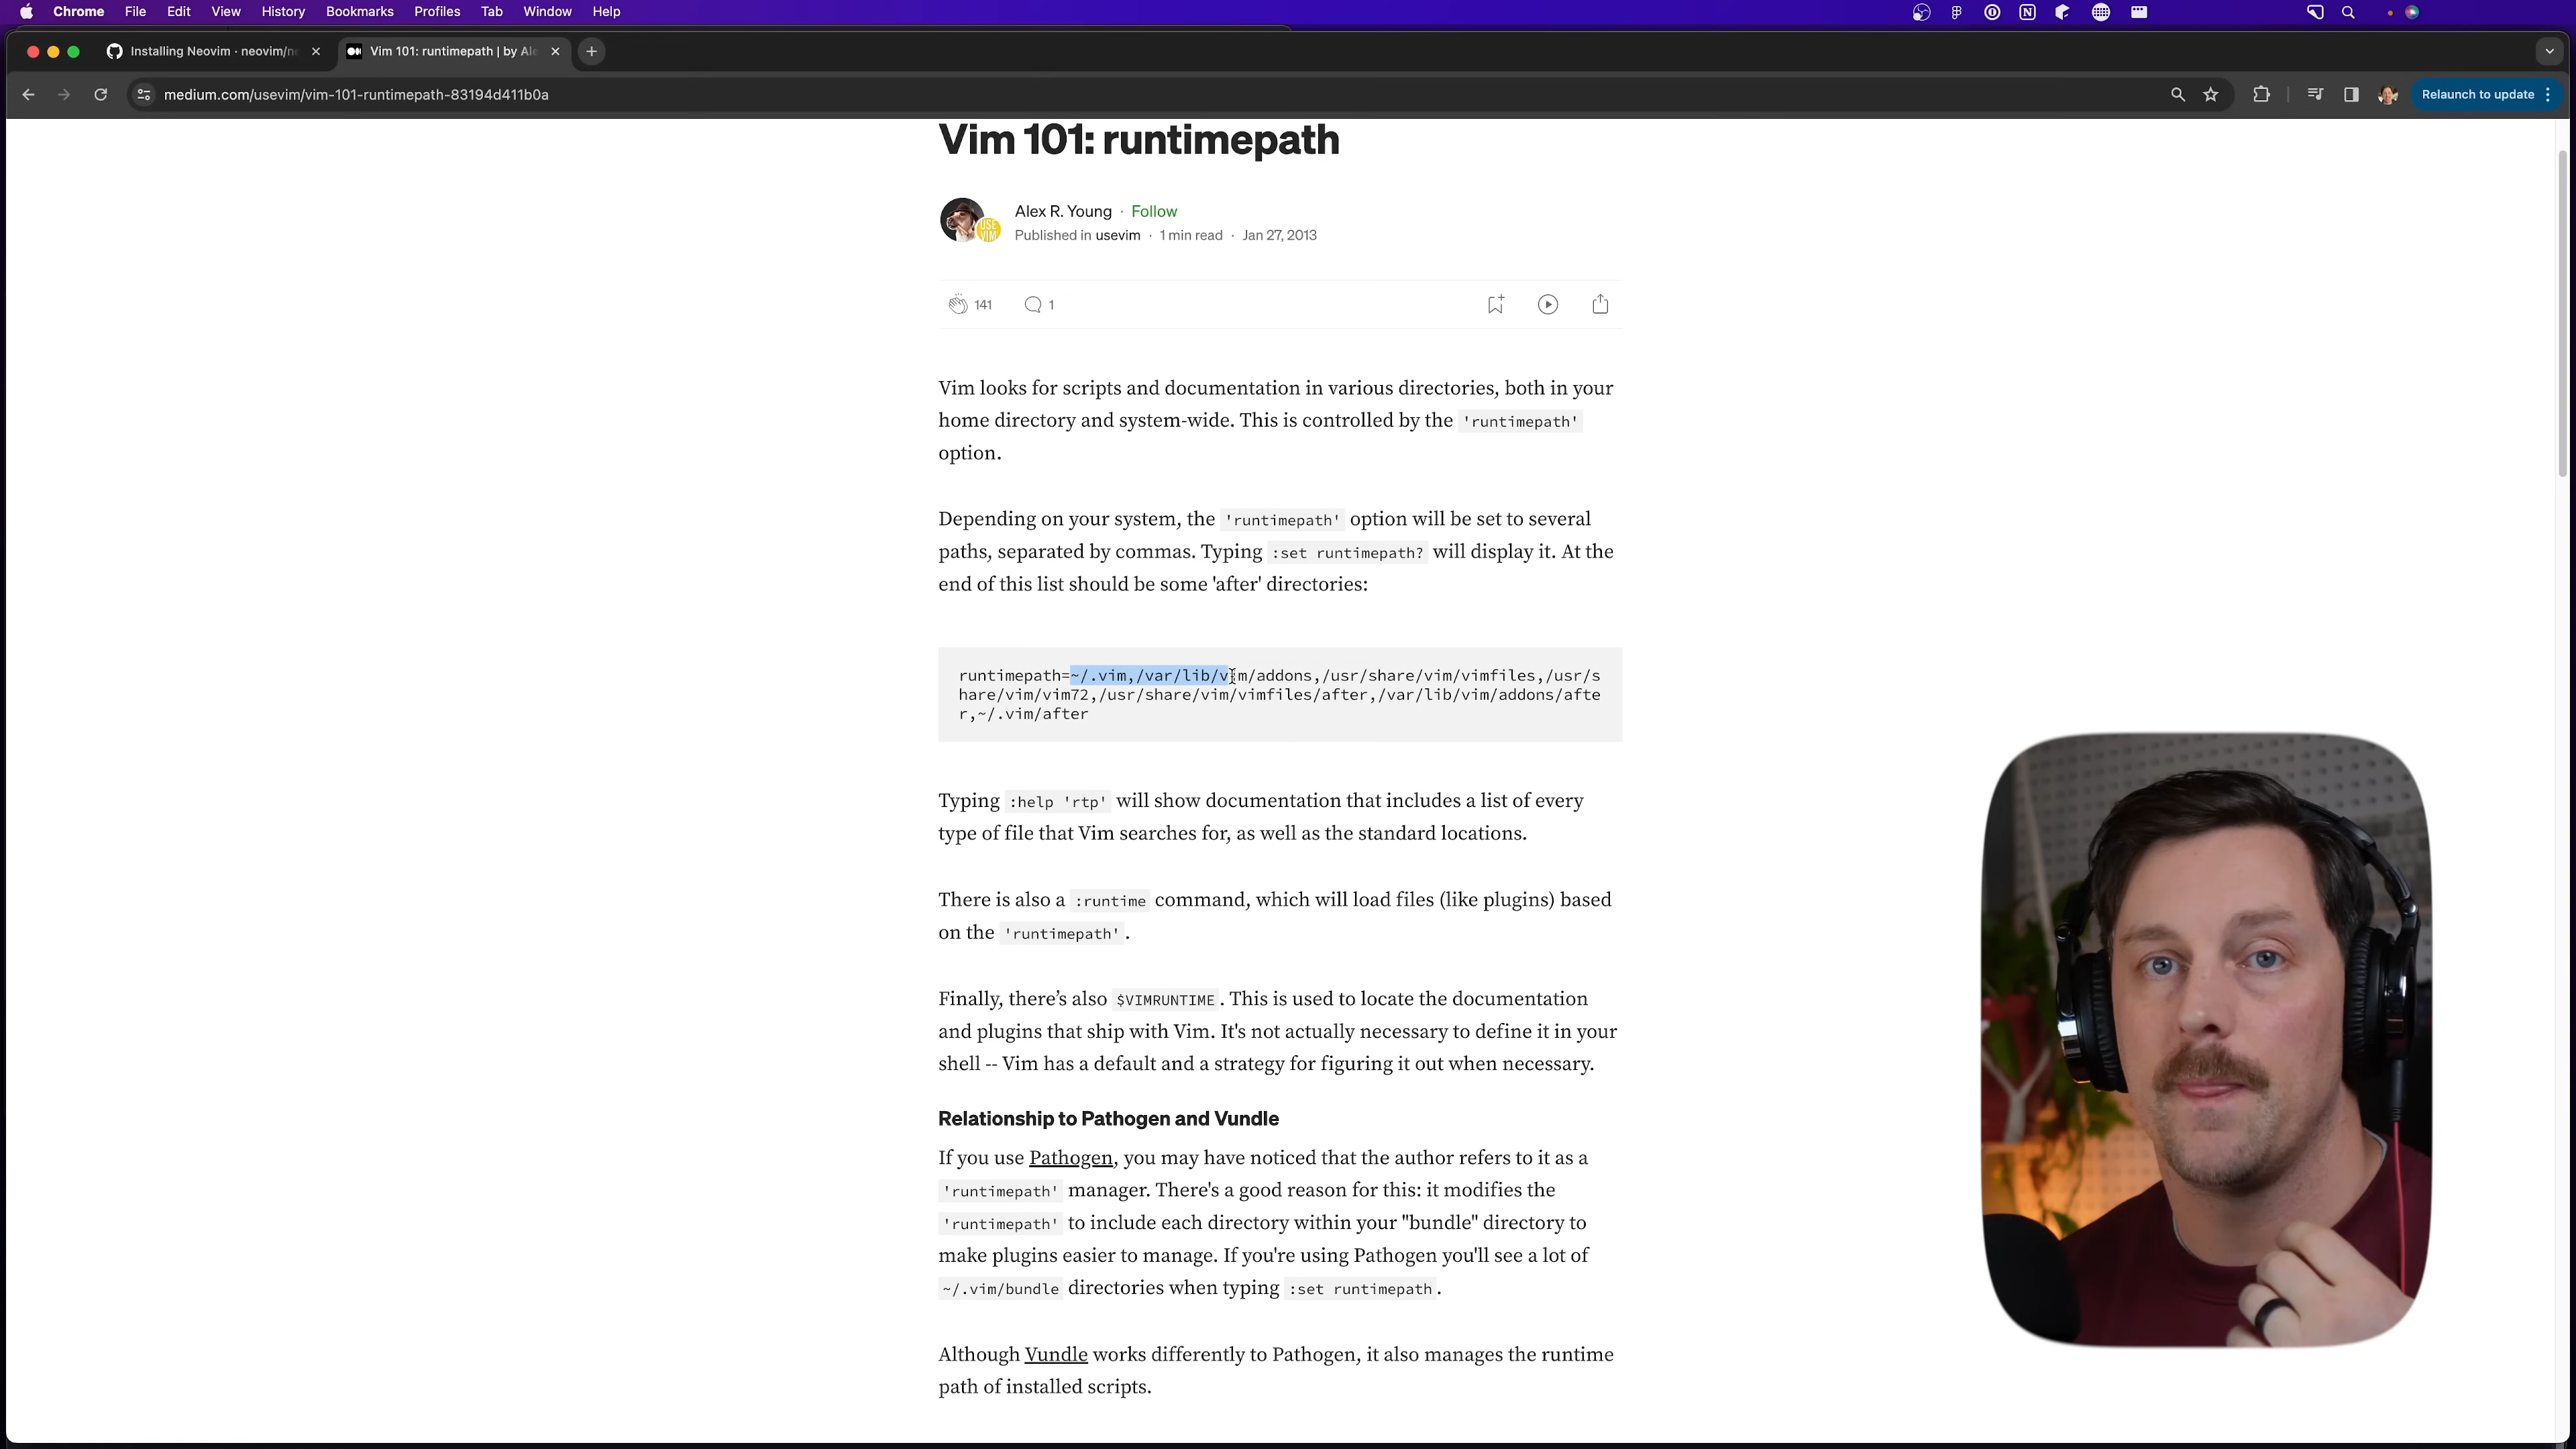 Chrome File Edit View History Bookmarks Profiles Tab Window Help
Installing Neovim · neovim/ne
Vim 101: runtimepath | by Ale
medium.com/usevim/vim-101-runtimepath-83194d411b0a
Relaunch to update
Vim 101: runtimepath
Alex R. Young · Follow
USE VIM
Published in usevim · 1 min read · Jan 27, 2013
141 1
Vim looks for scripts and documentation in various directories, both in your
home directory and system-wide. This is controlled by the 'runtimepath'
option.
Depending on your system, the 'runtimepath' option will be set to several
paths, separated by commas. Typing :set runtimepath? will display it. At the
end of this list should be some 'after' directories:
runtimepath=~/.vim,/var/lib/vim/addons,/usr/share/vim/vimfiles,/usr/s
hare/vim/vim72,/usr/share/vim/vimfiles/after,/var/lib/vim/addons/afte
r,~/.vim/after
Typing :help 'rtp' will show documentation that includes a list of every
type of file that Vim searches for, as well as the standard locations.
There is also a :runtime command, which will load files (like plugins) based
on the 'runtimepath'.
Finally, there’s also $VIMRUNTIME. This is used to locate the documentation
and plugins that ship with Vim. It's not actually necessary to define it in your
shell -- Vim has a default and a strategy for figuring it out when necessary.
Relationship to Pathogen and Vundle
If you use Pathogen, you may have noticed that the author refers to it as a
'runtimepath' manager. There's a good reason for this: it modifies the
'runtimepath' to include each directory within your "bundle" directory to
make plugins easier to manage. If you're using Pathogen you'll see a lot of
~/.vim/bundle directories when typing :set runtimepath.
Although Vundle works differently to Pathogen, it also manages the runtime
path of installed scripts.